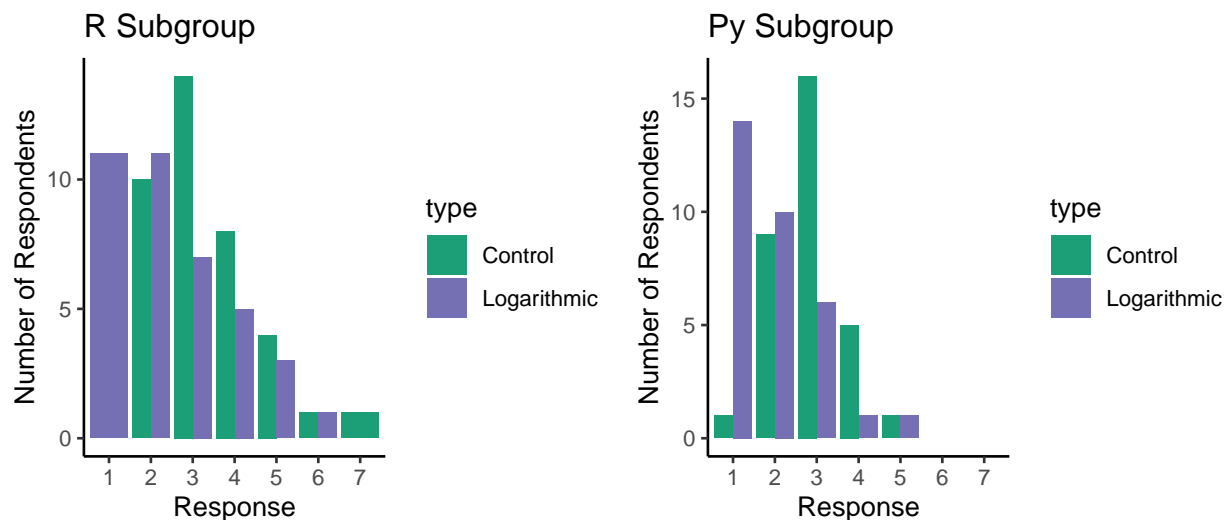 R Subgroup
Number of Respondents
10
5
0
1 2 3 4 5 6 7
Response
type
Control
Logarithmic
Py Subgroup
Number of Respondents
15
10
5
0
1 2 3 4 5 6 7
Response
type
Control
Logarithmic